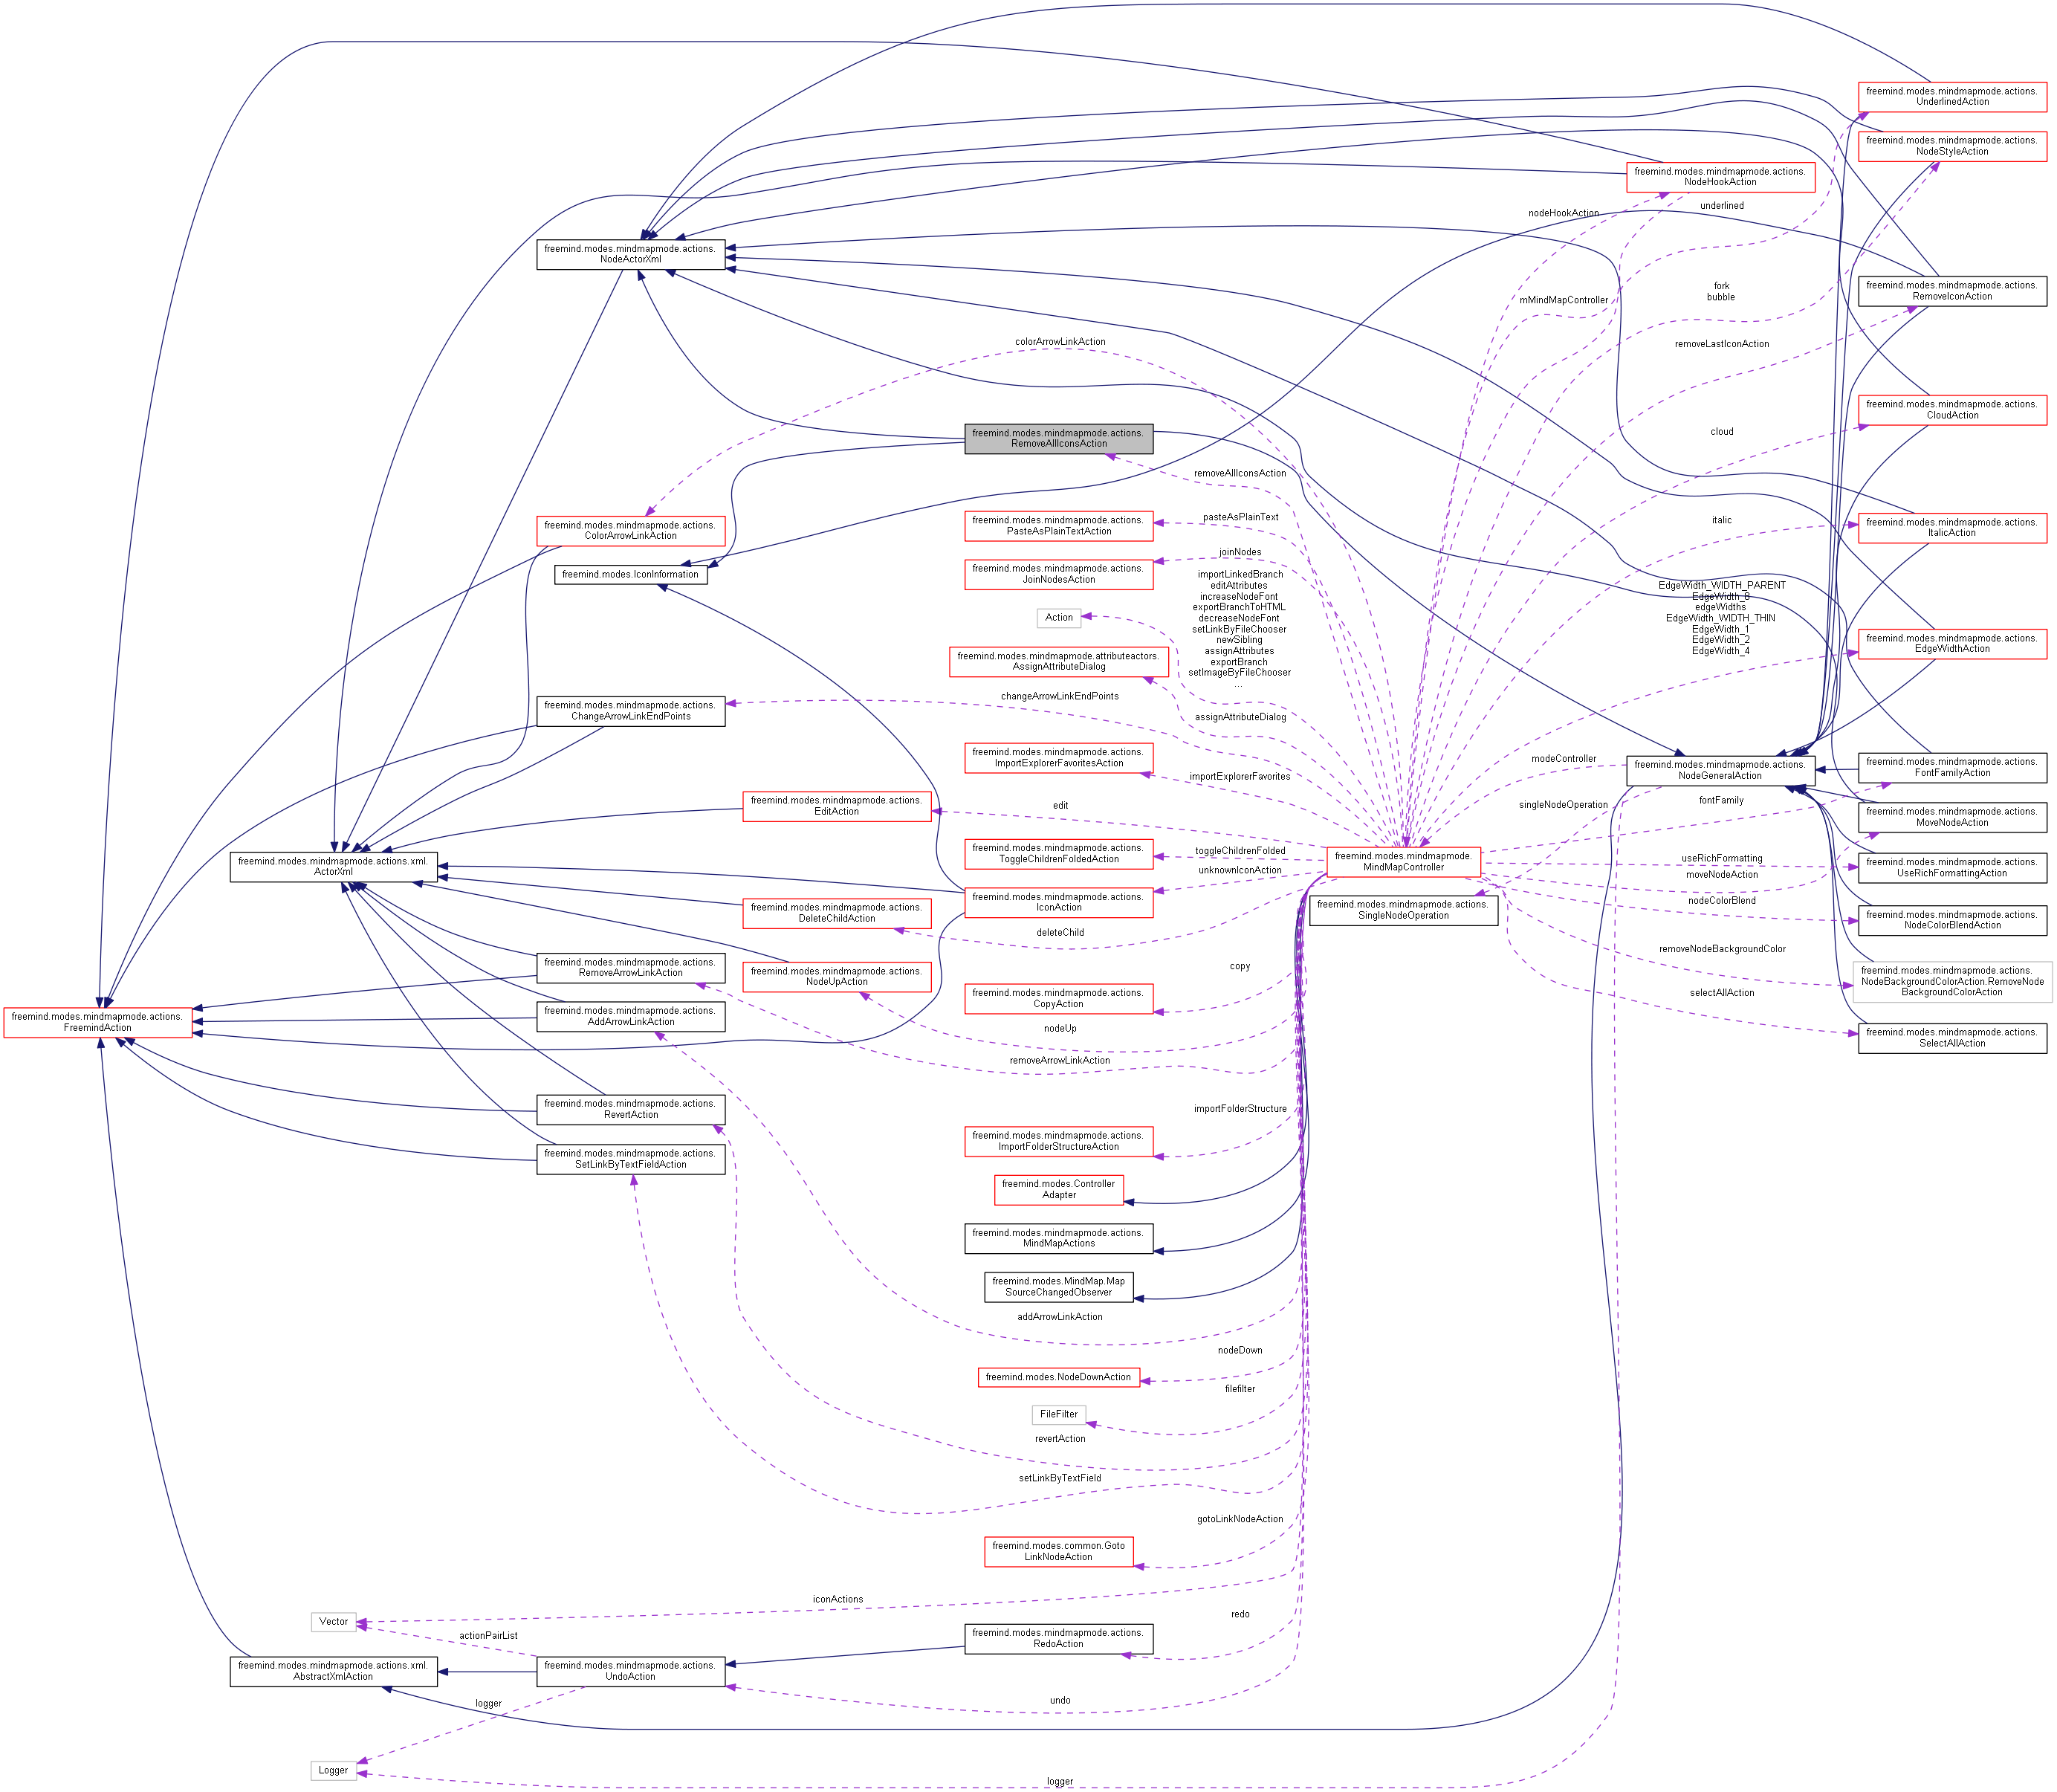 freemind.modes.mindmapmode.actions.
UnderlinedAction
freemind.modes.mindmapmode.actions.
NodeStyleAction
freemind.modes.mindmapmode.actions.
NodeHookAction
nodeHookAction
underlined
freemind.modes.mindmapmode.actions.
NodeActorXml
mMindMapController
fork
bubble
freemind.modes.mindmapmode.actions.
RemoveIconAction
colorArrowLinkAction
removeLastIconAction
freemind.modes.mindmapmode.actions.
RemoveAllIconsAction
cloud
freemind.modes.mindmapmode.actions.
CloudAction
removeAllIconsAction
freemind.modes.mindmapmode.actions.
ColorArrowLinkAction
freemind.modes.mindmapmode.actions.
PasteAsPlainTextAction
pasteAsPlainText
italic
freemind.modes.mindmapmode.actions.
ItalicAction
freemind.modes.IconInformation
freemind.modes.mindmapmode.actions.
JoinNodesAction
joinNodes
importLinkedBranch
editAttributes
increaseNodeFont
exportBranchToHTML
decreaseNodeFont
setLinkByFileChooser
newSibling
assignAttributes
exportBranch
setImageByFileChooser
...
EdgeWidth_WIDTH_PARENT
EdgeWidth_8
edgeWidths
EdgeWidth_WIDTH_THIN
EdgeWidth_1
EdgeWidth_2
EdgeWidth_4
Action
freemind.modes.mindmapmode.actions.
EdgeWidthAction
freemind.modes.mindmapmode.attributeactors.
AssignAttributeDialog
assignAttributeDialog
freemind.modes.mindmapmode.actions.
ChangeArrowLinkEndPoints
changeArrowLinkEndPoints
freemind.modes.mindmapmode.actions.
ImportExplorerFavoritesAction
importExplorerFavorites
modeController
freemind.modes.mindmapmode.actions.
NodeGeneralAction
freemind.modes.mindmapmode.actions.
FontFamilyAction
freemind.modes.mindmapmode.actions.
EditAction
edit
singleNodeOperation
fontFamily
freemind.modes.mindmapmode.actions.
MoveNodeAction
freemind.modes.mindmapmode.actions.xml.
ActorXml
freemind.modes.mindmapmode.actions.
ToggleChildrenFoldedAction
toggleChildrenFolded
freemind.modes.mindmapmode.
MindMapController
useRichFormatting
moveNodeAction
freemind.modes.mindmapmode.actions.
UseRichFormattingAction
unknownIconAction
freemind.modes.mindmapmode.actions.
IconAction
freemind.modes.mindmapmode.actions.
SingleNodeOperation
nodeColorBlend
freemind.modes.mindmapmode.actions.
NodeColorBlendAction
freemind.modes.mindmapmode.actions.
DeleteChildAction
deleteChild
removeNodeBackgroundColor
freemind.modes.mindmapmode.actions.
NodeBackgroundColorAction.RemoveNode
BackgroundColorAction
freemind.modes.mindmapmode.actions.
RemoveArrowLinkAction
freemind.modes.mindmapmode.actions.
NodeUpAction
copy
freemind.modes.mindmapmode.actions.
CopyAction
selectAllAction
freemind.modes.mindmapmode.actions.
SelectAllAction
freemind.modes.mindmapmode.actions.
FreemindAction
freemind.modes.mindmapmode.actions.
AddArrowLinkAction
nodeUp
removeArrowLinkAction
freemind.modes.mindmapmode.actions.
RevertAction
importFolderStructure
freemind.modes.mindmapmode.actions.
ImportFolderStructureAction
freemind.modes.mindmapmode.actions.
SetLinkByTextFieldAction
freemind.modes.Controller
Adapter
freemind.modes.mindmapmode.actions.
MindMapActions
freemind.modes.MindMap.Map
SourceChangedObserver
addArrowLinkAction
nodeDown
freemind.modes.NodeDownAction
filefilter
FileFilter
revertAction
setLinkByTextField
gotoLinkNodeAction
freemind.modes.common.Goto
LinkNodeAction
iconActions
Vector
actionPairList
redo
freemind.modes.mindmapmode.actions.
RedoAction
freemind.modes.mindmapmode.actions.xml.
AbstractXmlAction
freemind.modes.mindmapmode.actions.
UndoAction
logger
undo
Logger
logger